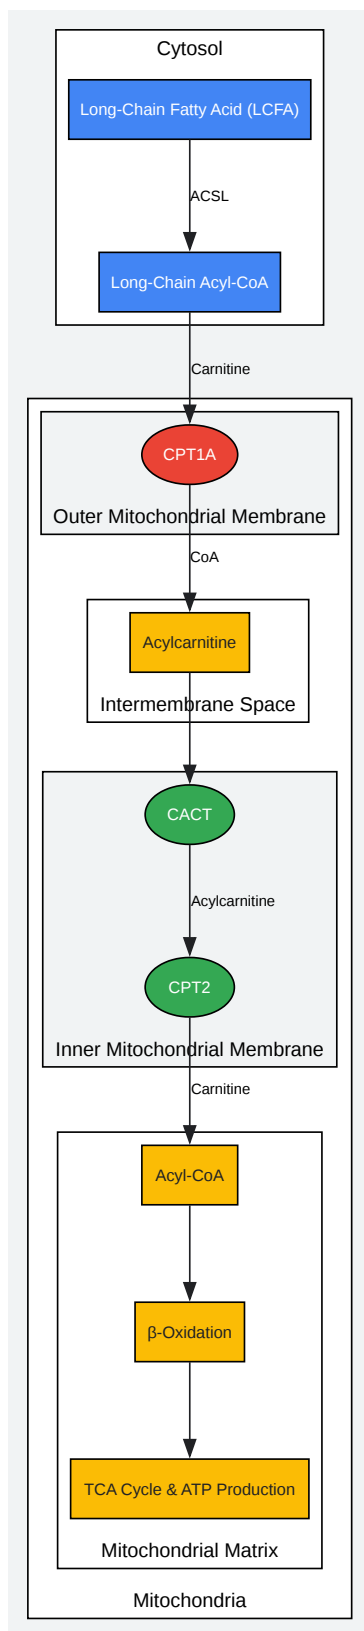 Cytosol
Long-Chain Fatty Acid (LCFA)
ACSL
Long-Chain Acyl-CoA
Carnitine
CPT1A
Outer Mitochondrial Membrane
CoA
Acylcarnitine
Intermembrane Space
CACT
Acylcarnitine
CPT2
Inner Mitochondrial Membrane
Carnitine
Acyl-CoA
β-Oxidation
TCA Cycle & ATP Production
Mitochondrial Matrix
Mitochondria